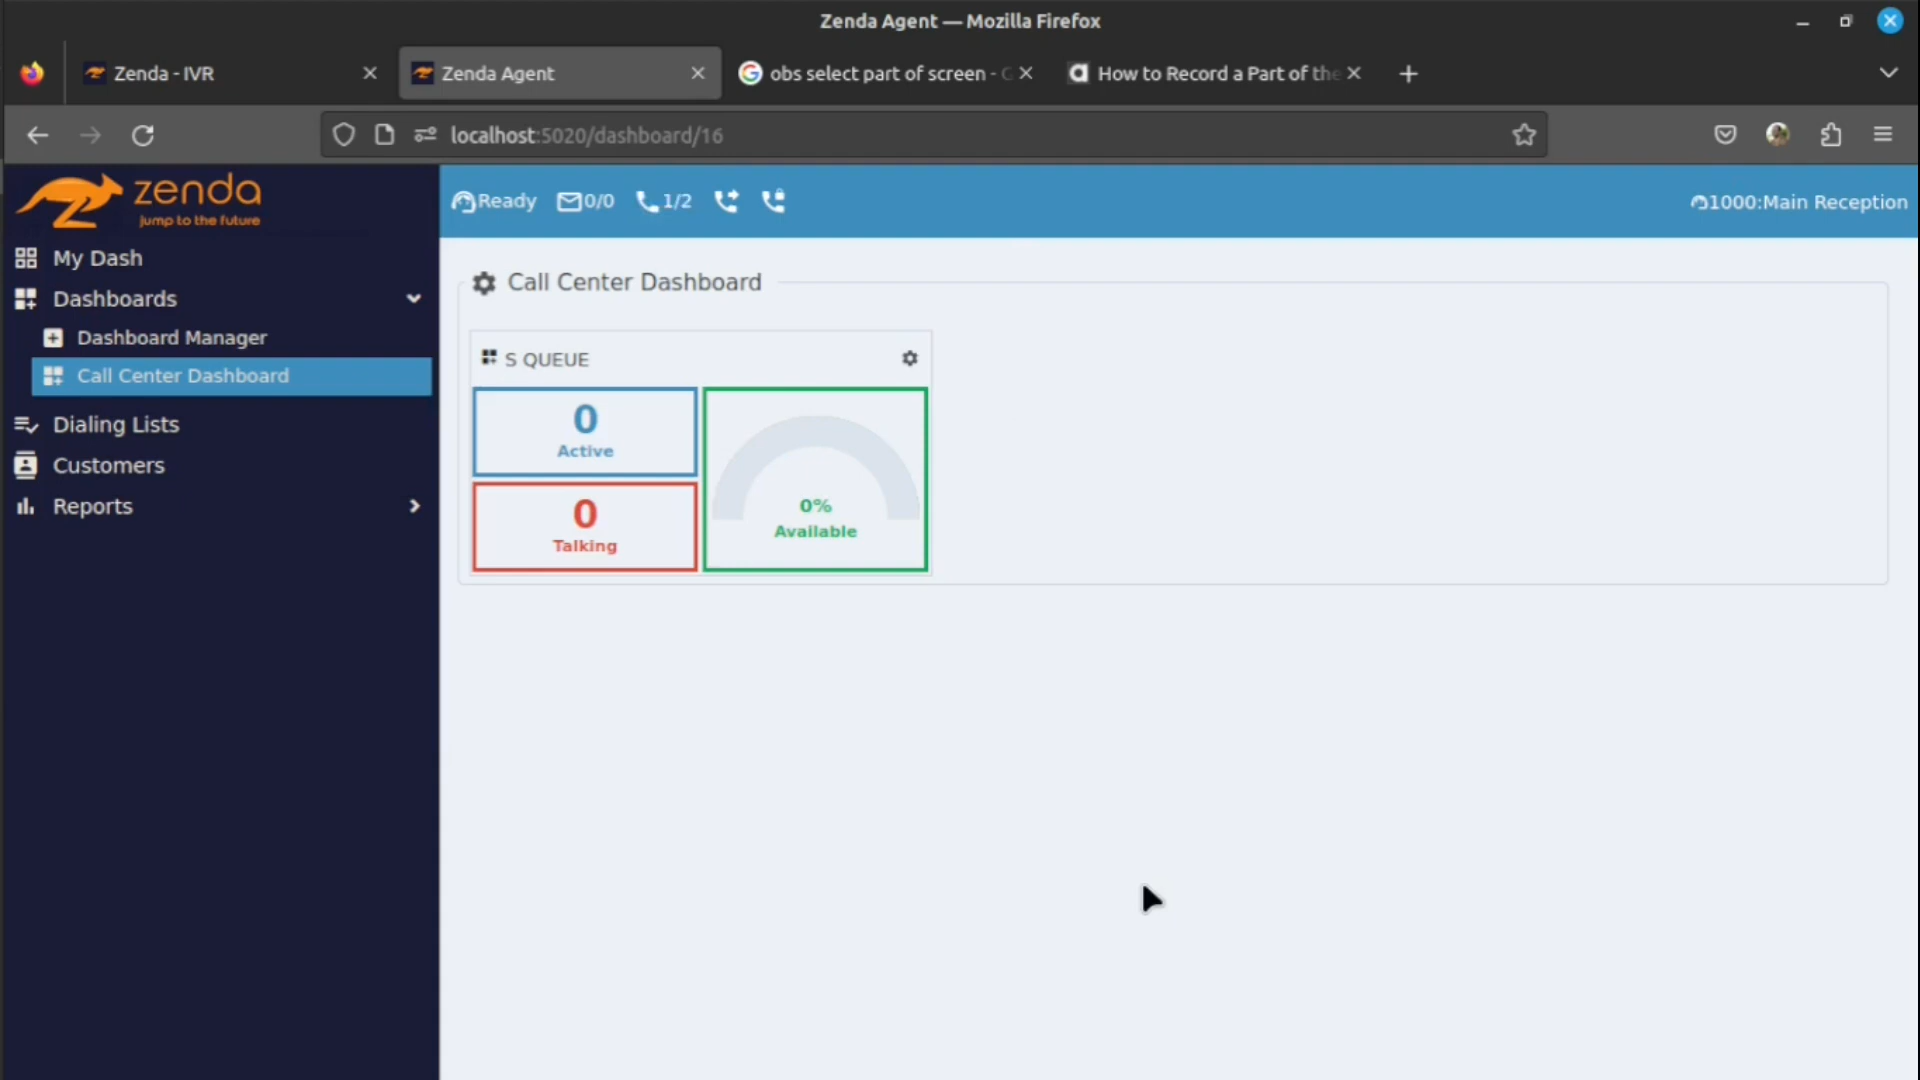 Zenda Agent — Mozilla Firefox
Zenda - IVR
Zenda Agent
obs select part of screen -
How to Record a Part of the
localhost:5020/dashboard/16
zenda
jump to the future
Ready
0/0
1/2
1000:Main Reception
My Dash
Dashboards
Dashboard Manager
Call Center Dashboard
Dialing Lists
Customers
Reports
Call Center Dashboard
S QUEUE
0
Active
0
Talking
0%
Available